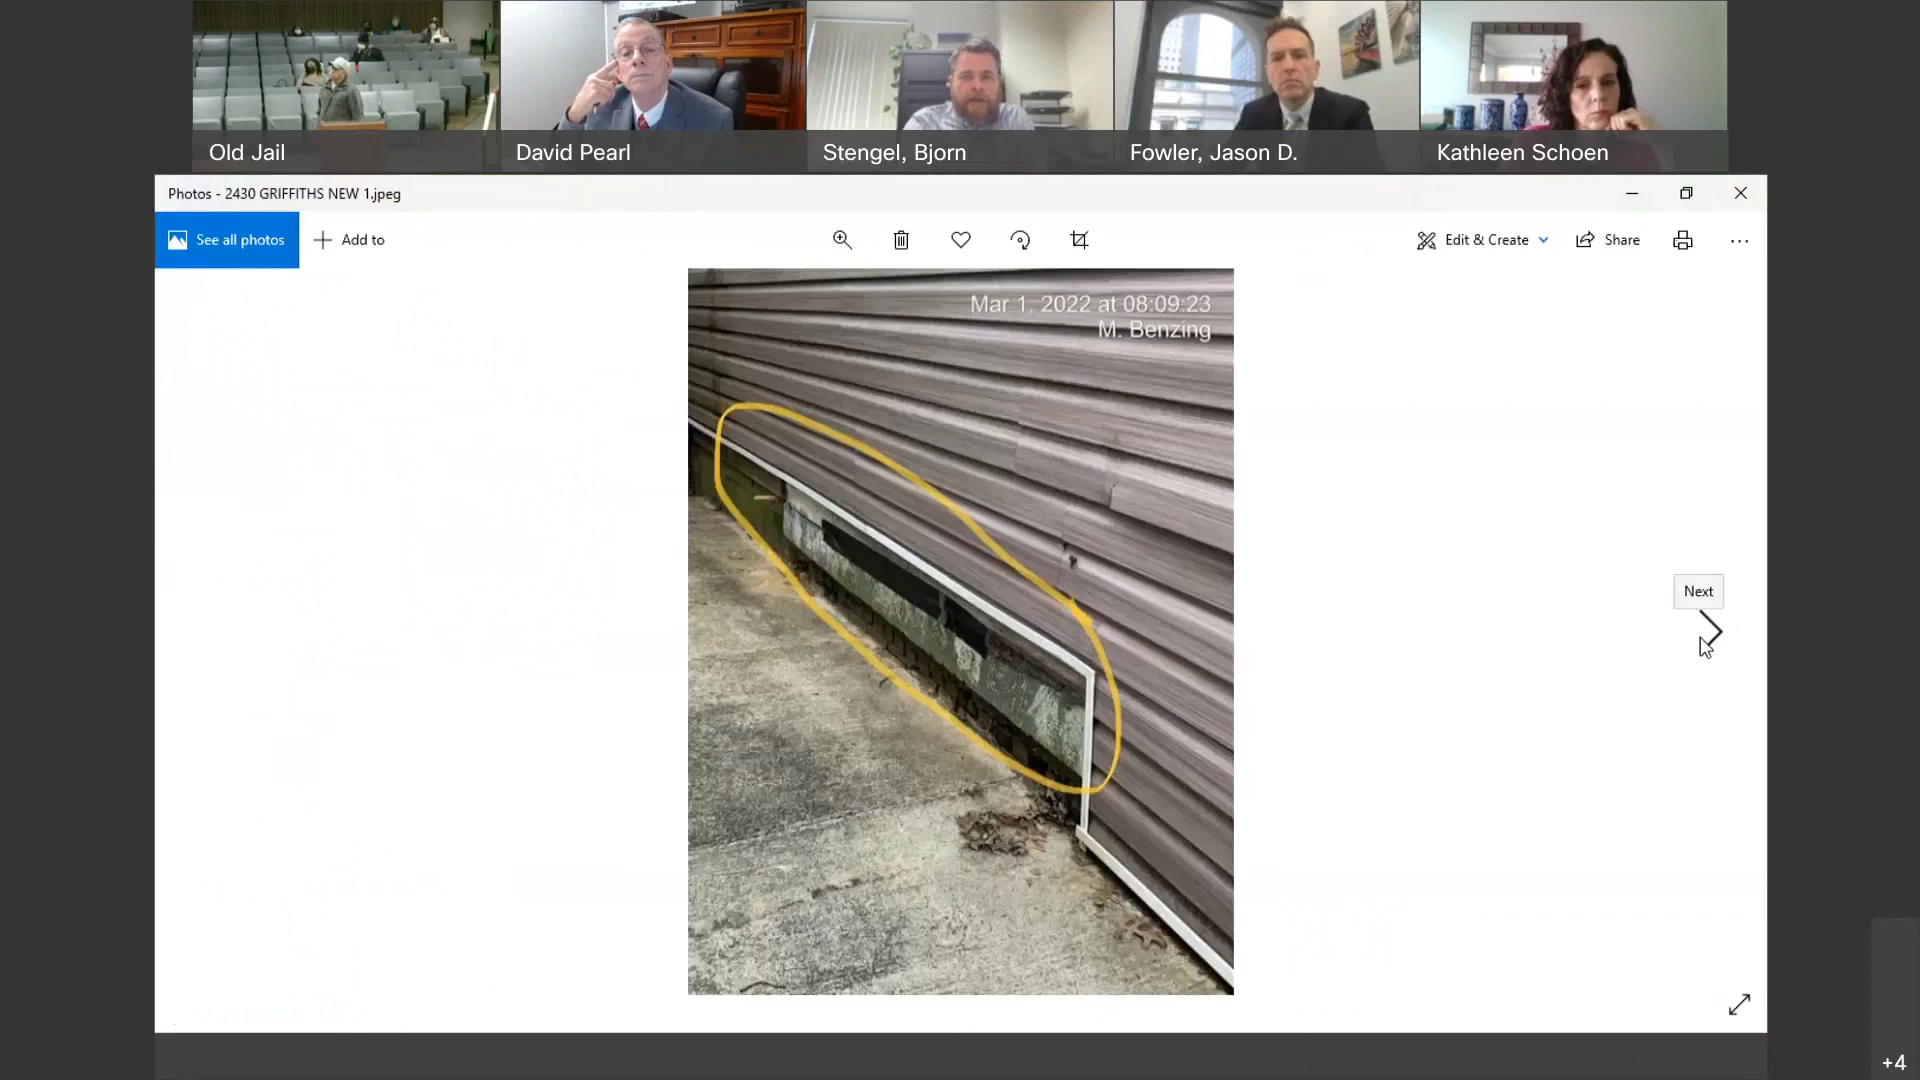 Old Jail
David Pearl
Stengel, Bjorn
Fowler, Jason D.
Kathleen Schoen
Photos - 2430 GRIFFITHS NEW 1.jpeg
See all photos
Add to
Edit & Create
Share
Mar 1, 2022 at 08:09:23
M. Benzing
Next
+4